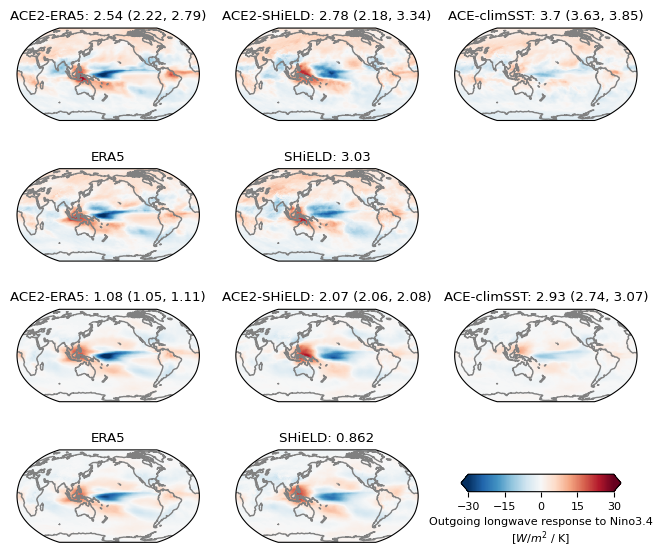 ACE2-ERA5: 2.54 (2.22, 2.79) ACE2-SHiELD: 2.78 (2.18, 3.34) ACE-climSST: 3.7 (3.63, 3.85)
ERA5 SHiELD: 3.03
ACE2-ERA5: 1.08 (1.05, 1.11) ACE2-SHiELD: 2.07 (2.06, 2.08) ACE-climSST: 2.93 (2.74, 3.07)
ERA5 SHiELD: 0.862
−30 −15 0 15 30
Outgoing longwave response to Nino3.4
[W/m² / K]